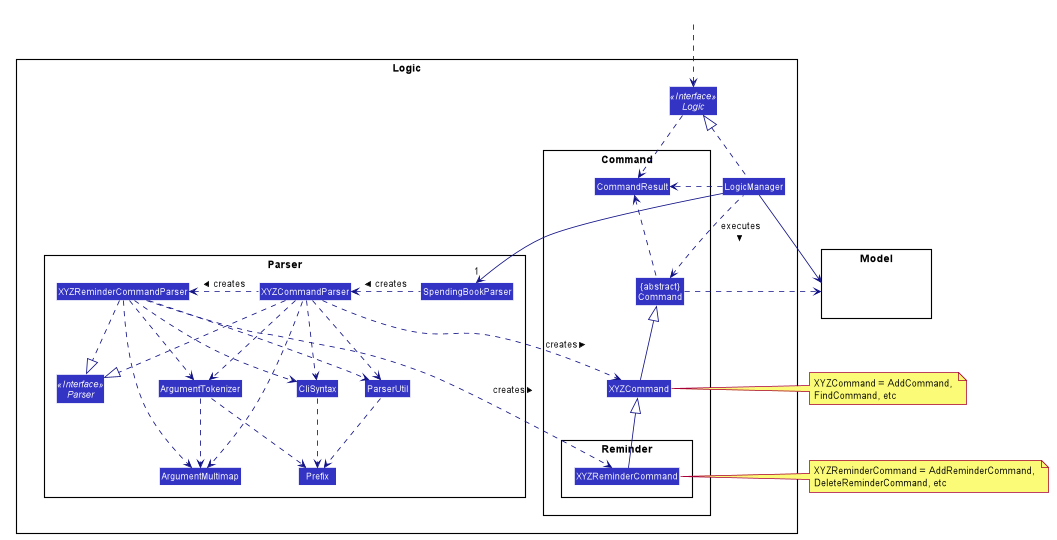 Logic
«Interface»
Logic
Command
CommandResult
LogicManager
executes
Model
Parser
1
XYZReminderCommandParser
creates
XYZCommandParser
creates
SpendingBookParser
{abstract}
Command
creates
«Interface»
Parser
ArgumentTokenizer
CliSyntax
ParserUtil
creates
XYZCommand
XYZCommand = AddCommand,
FindCommand, etc
Reminder
ArgumentMultimap
Prefix
XYZReminderCommand
XYZReminderCommand = AddReminderCommand,
DeleteReminderCommand, etc